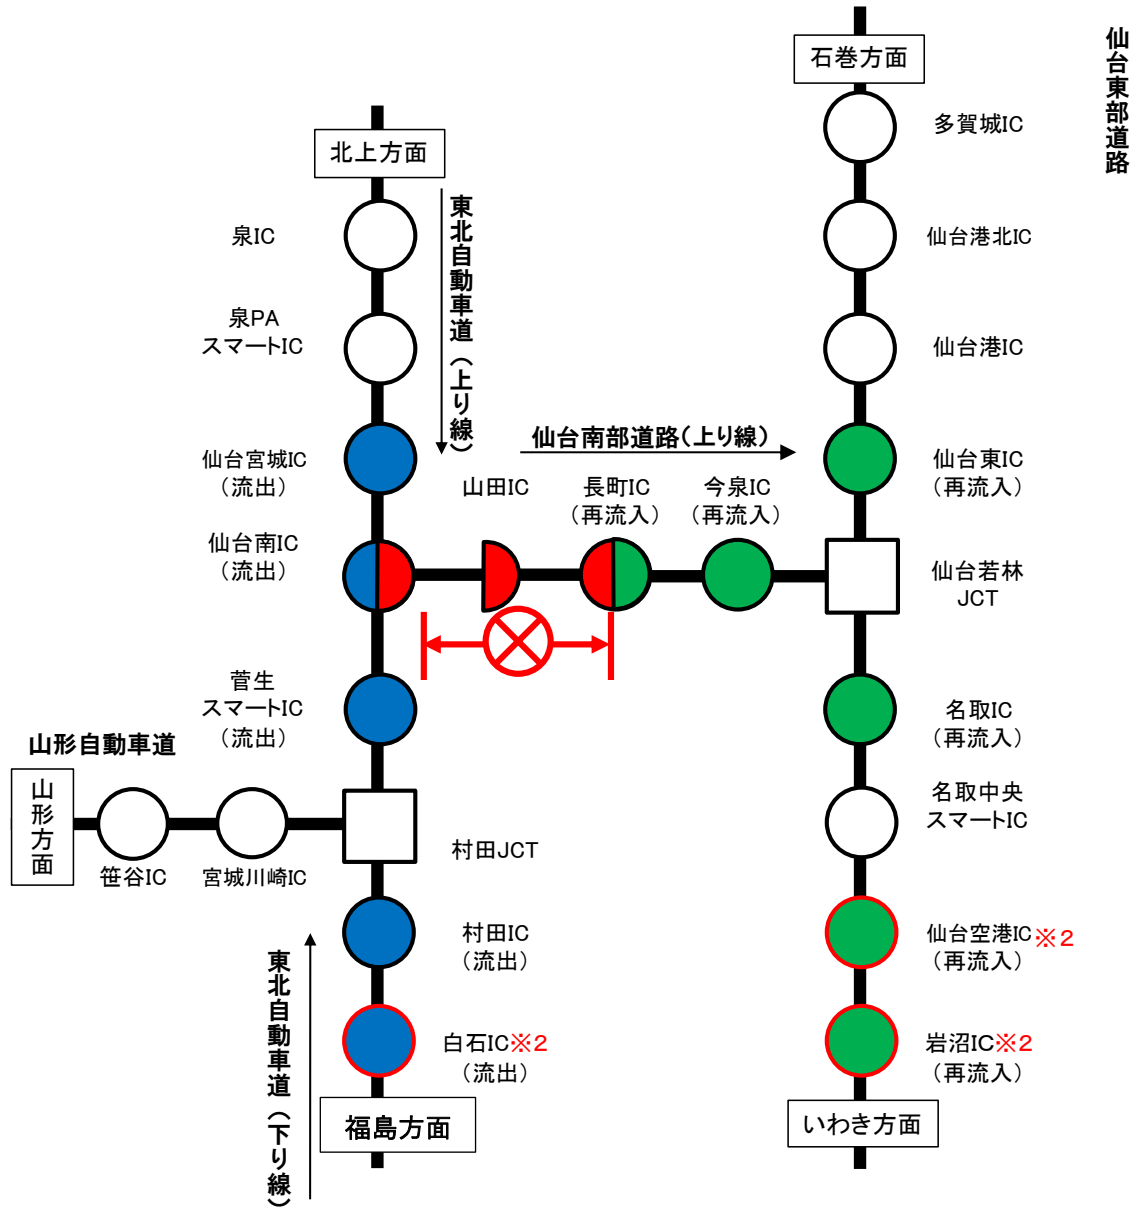 仙台東部道路
石巻方面
多賀城IC
仙台港北IC
仙台港IC
仙台東IC
（再流入）
仙台若林
JCT
名取IC
（再流入）
名取中央
スマートIC
仙台空港IC※2
（再流入）
岩沼IC※2
（再流入）
いわき方面
北上方面
東北自動車道（上り線）
泉IC
泉PA
スマートIC
仙台宮城IC
（流出）
仙台南IC
（流出）
仙台南部道路（上り線）
山田IC
長町IC
（再流入）
今泉IC
（再流入）
菅生
スマートIC
（流出）
山形自動車道
山形方面
笹谷IC
宮城川崎IC
村田JCT
村田IC
（流出）
東北自動車道（下り線）
白石IC※2
（流出）
福島方面